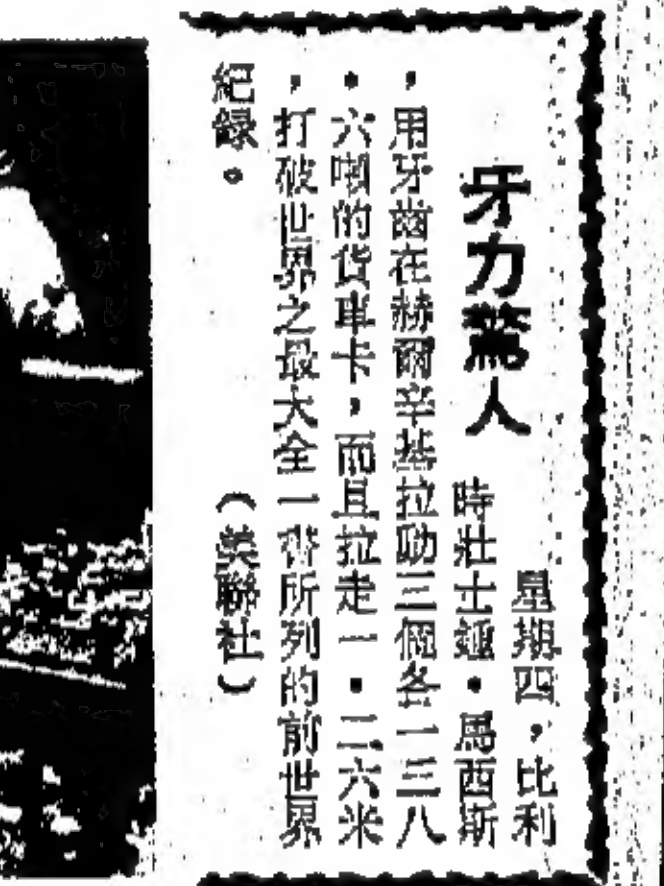 牙力驚人
星期四，比利
時壯士䢛·馬西斯
，用牙齒在赫爾辛基拉動三個各一三八
·六噸的貨車卡，而且拉走一·二六米
，打破世界之最大全一書所列的前世界
紀錄。（美聯社）